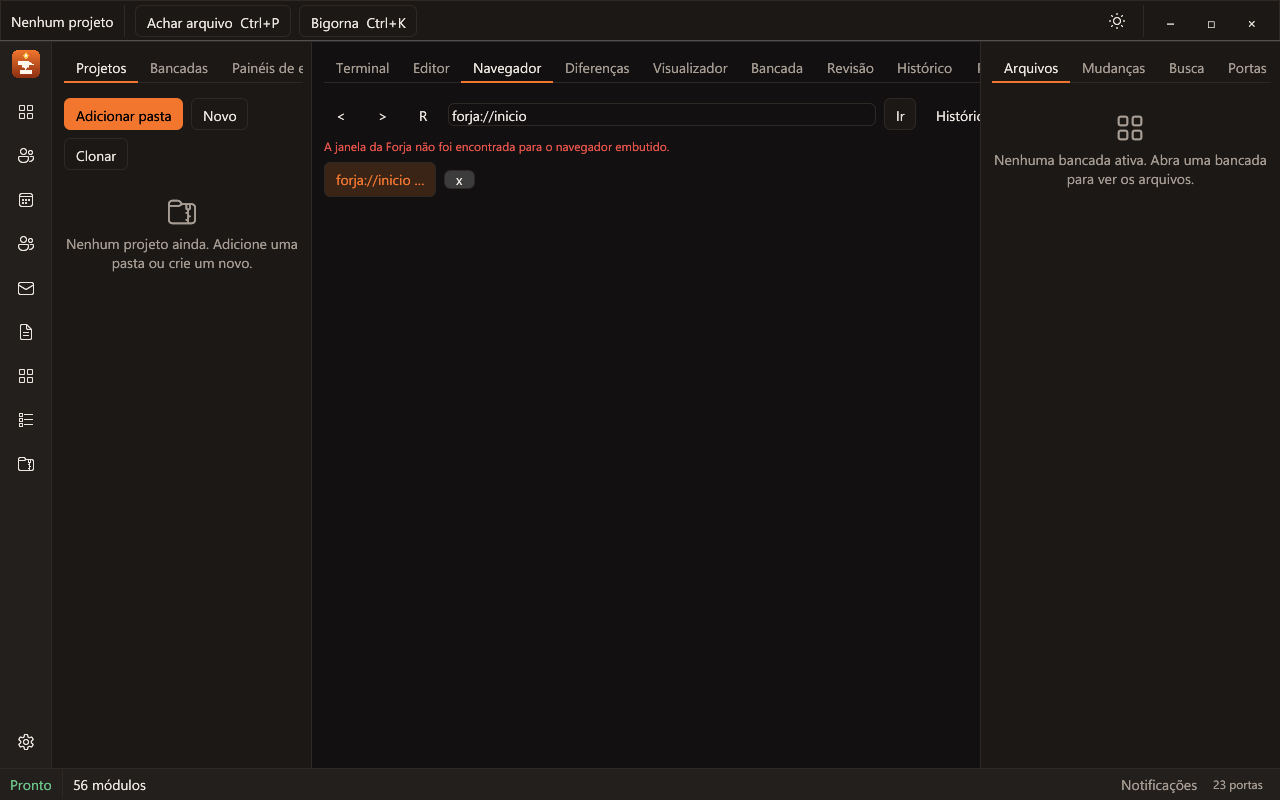 Nenhum projeto
Achar arquivo Ctrl+P
Bigorna Ctrl+K
Projetos
Bancadas
Painéis de e
Adicionar pasta
Novo
Clonar
Nenhum projeto ainda. Adicione uma
pasta ou crie um novo.
Terminal
Editor
Navegador
Diferenças
Visualizador
Bancada
Revisão
Histórico
< > R forja://inicio Ir Históric
A janela da Forja não foi encontrada para o navegador embutido.
forja://inicio ... x
Arquivos
Mudanças
Busca
Portas
Nenhuma bancada ativa. Abra uma bancada
para ver os arquivos.
Pronto
56 módulos
Notificações
23 portas